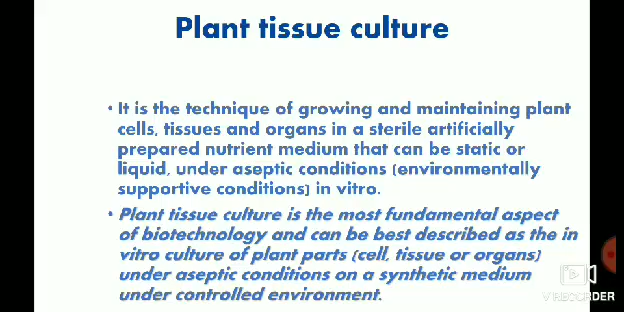 Plant tissue culture
• It is the technique of growing and maintaining plant
cells, tissues and organs in a sterile artificially
prepared nutrient medium that can be static or
liquid, under aseptic conditions (environmentally
supportive conditions) in vitro.
• Plant tissue culture is the most fundamental aspect
of biotechnology and can be best described as the in
vitro culture of plant parts (cell, tissue or organs)
under aseptic conditions on a synthetic medium
under controlled environment.
V RECORDER